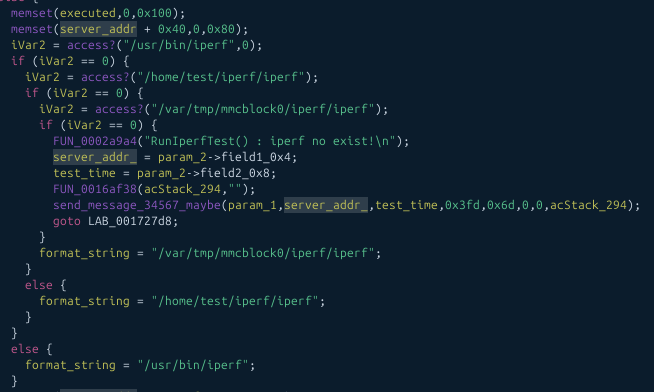 else {
memset(executed,0,0x100);
memset(server_addr + 0x40,0,0x80);
iVar2 = access?("/usr/bin/iperf",0);
if (iVar2 == 0) {
iVar2 = access?("/home/test/iperf/iperf");
if (iVar2 == 0) {
iVar2 = access?("/var/tmp/mmcblock0/iperf/iperf");
if (iVar2 == 0) {
FUN_0002a9a4("RunIperfTest() : iperf no exist!\n");
server_addr_ = param_2->field1_0x4;
test_time = param_2->field2_0x8;
FUN_0016af38(acStack_294,"");
send_message_34567_maybe(param_1,server_addr_,test_time,0x3fd,0x6d,0,0,acStack_294);
goto LAB_001727d8;
}
format_string = "/var/tmp/mmcblock0/iperf/iperf";
}
else {
format_string = "/home/test/iperf/iperf";
}
}
else {
format_string = "/usr/bin/iperf";
}